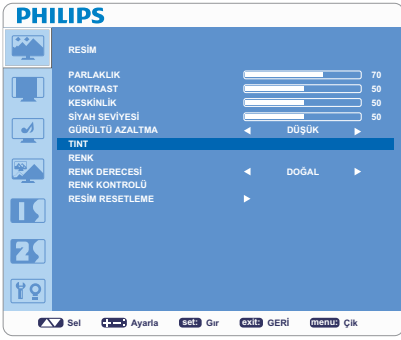 PHILIPS
RESİM
PARLAKLIK 70
KONTRAST 50
KESKİNLİK 50
SİYAH SEVİYESİ 50
GÜRÜLTÜ AZALTMA DÜŞÜK
TINT
RENK
RENK DERECESİ DOĞAL
RENK KONTROLÜ
RESİM RESETLEME
Sel Ayarla set: Gır exit: GERİ menu: Çik